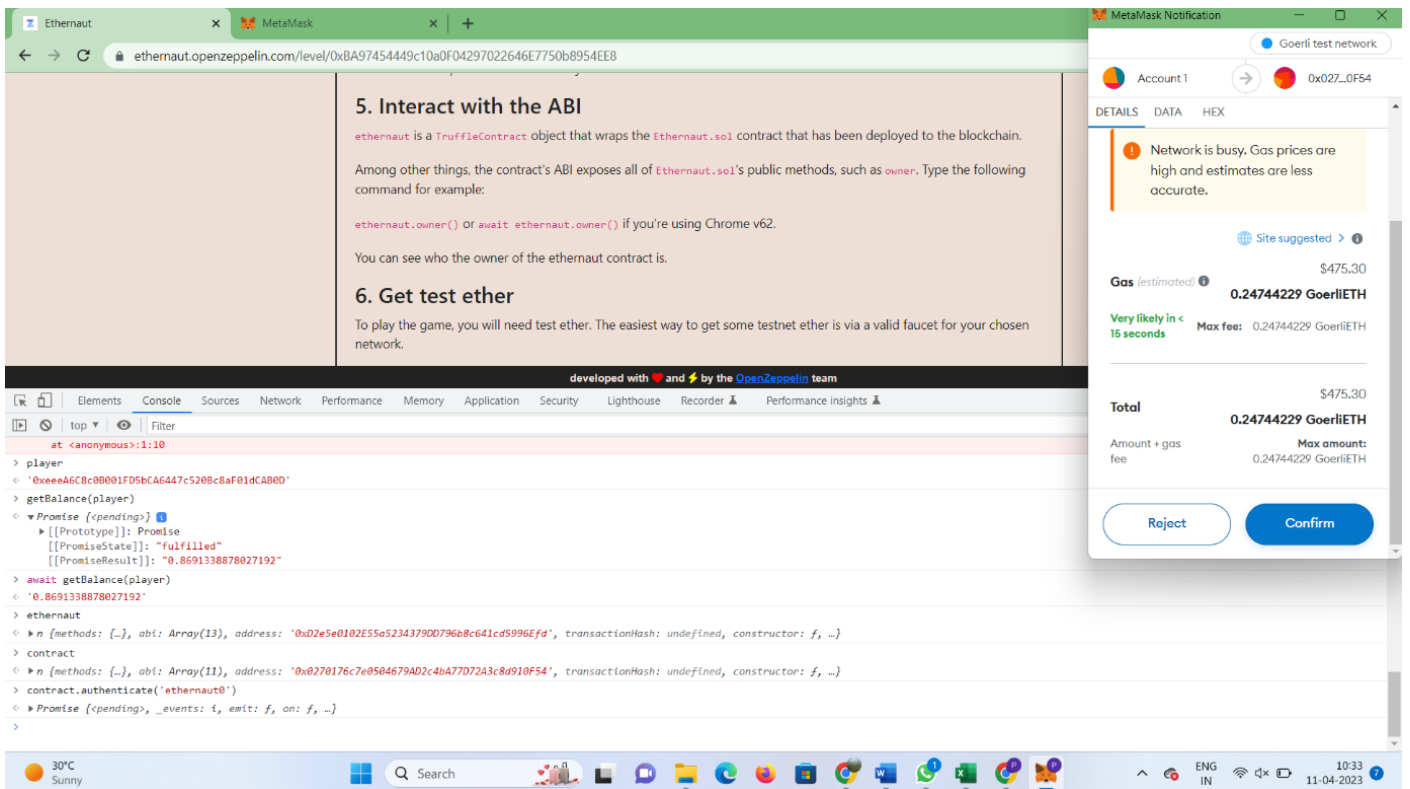 Ethernaut
MetaMask
ethernaut.openzeppelin.com/level/0xBA97454449c10a0F04297022646E7750b8954EE8
5. Interact with the ABI
ethernaut is a TruffleContract object that wraps the Ethernaut.sol contract that has been deployed to the blockchain.
Among other things, the contract's ABI exposes all of Ethernaut.sol's public methods, such as owner. Type the following
command for example:
ethernaut.owner() or await ethernaut.owner() if you're using Chrome v62.
You can see who the owner of the ethernaut contract is.
6. Get test ether
To play the game, you will need test ether. The easiest way to get some testnet ether is via a valid faucet for your chosen
network.
developed with ❤ and ⚡ by the OpenZeppelin team
MetaMask Notification
Goerli test network
Account 1
0x027...0F54
DETAILS DATA HEX
Network is busy. Gas prices are
high and estimates are less
accurate.
Site suggested >
$475.30
Gas (estimated)
0.24744229 GoerliETH
Very likely in <
15 seconds
Max fee: 0.24744229 GoerliETH
$475.30
Total
0.24744229 GoerliETH
Amount + gas
fee
Max amount:
0.24744229 GoerliETH
Reject
Confirm
Elements Console Sources Network Performance Memory Application Security Lighthouse Recorder Performance insights
top ▼ Filter
at <anonymous>:1:10
> player
'0xeeeA6C8c0B001FD5bCA6447c520Bc8aF01dCAB0D'
> getBalance(player)
▼Promise {<pending>} i
▶[[Prototype]]: Promise
[[PromiseState]]: "fulfilled"
[[PromiseResult]]: "0.8691338878027192"
> await getBalance(player)
'0.8691338878027192'
> ethernaut
▶n {methods: {…}, abi: Array(13), address: '0xD2e5e0102E55a5234379DD796b8c641cd5996Efd', transactionHash: undefined, constructor: ƒ, …}
> contract
▶n {methods: {…}, abi: Array(11), address: '0x0270176c7e0504679AD2c4bA77D72A3c8d910F54', transactionHash: undefined, constructor: ƒ, …}
> contract.authenticate('ethernaut0')
▶Promise {<pending>, _events: i, emit: ƒ, on: ƒ, …}
>
30°C
Sunny
Search
ENG
IN
10:33
11-04-2023
7